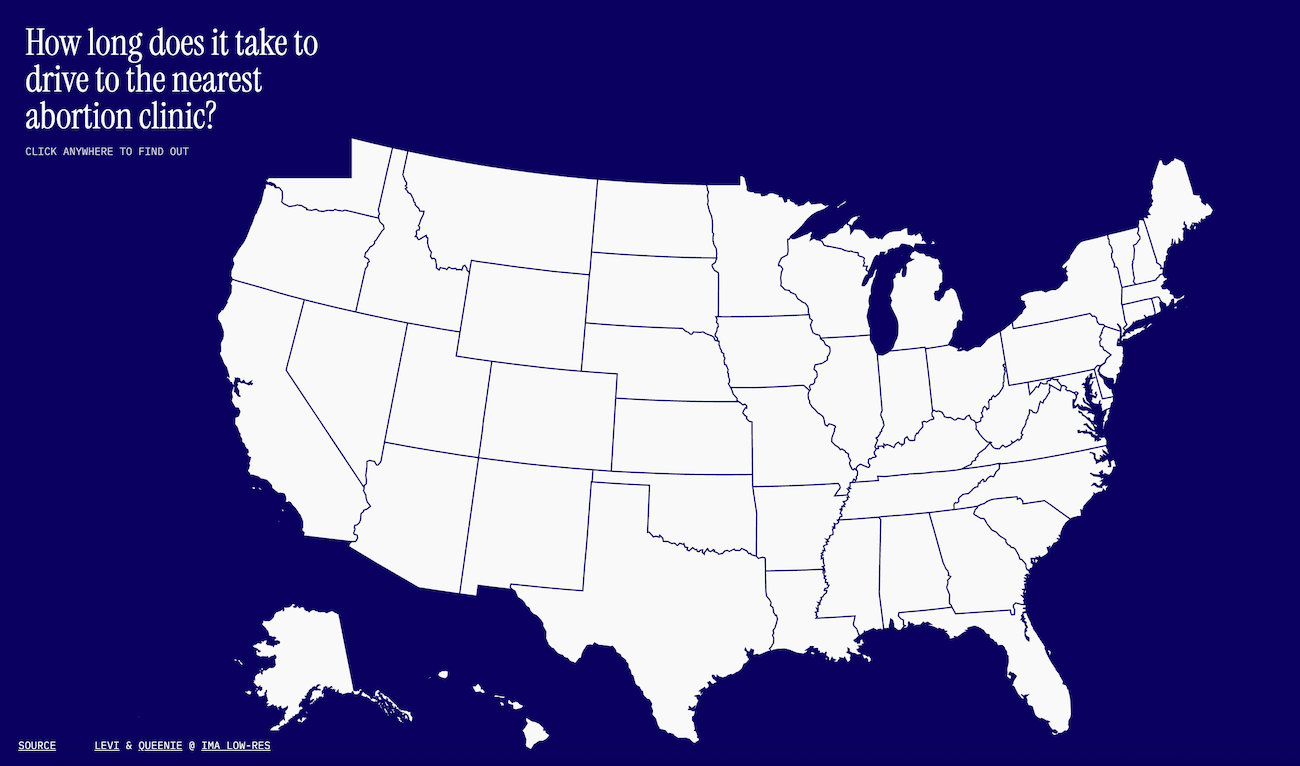 How long does it take to
drive to the nearest
abortion clinic?
CLICK ANYWHERE TO FIND OUT
SOURCE LEVI & QUEENIE @ IMA LOW-RES